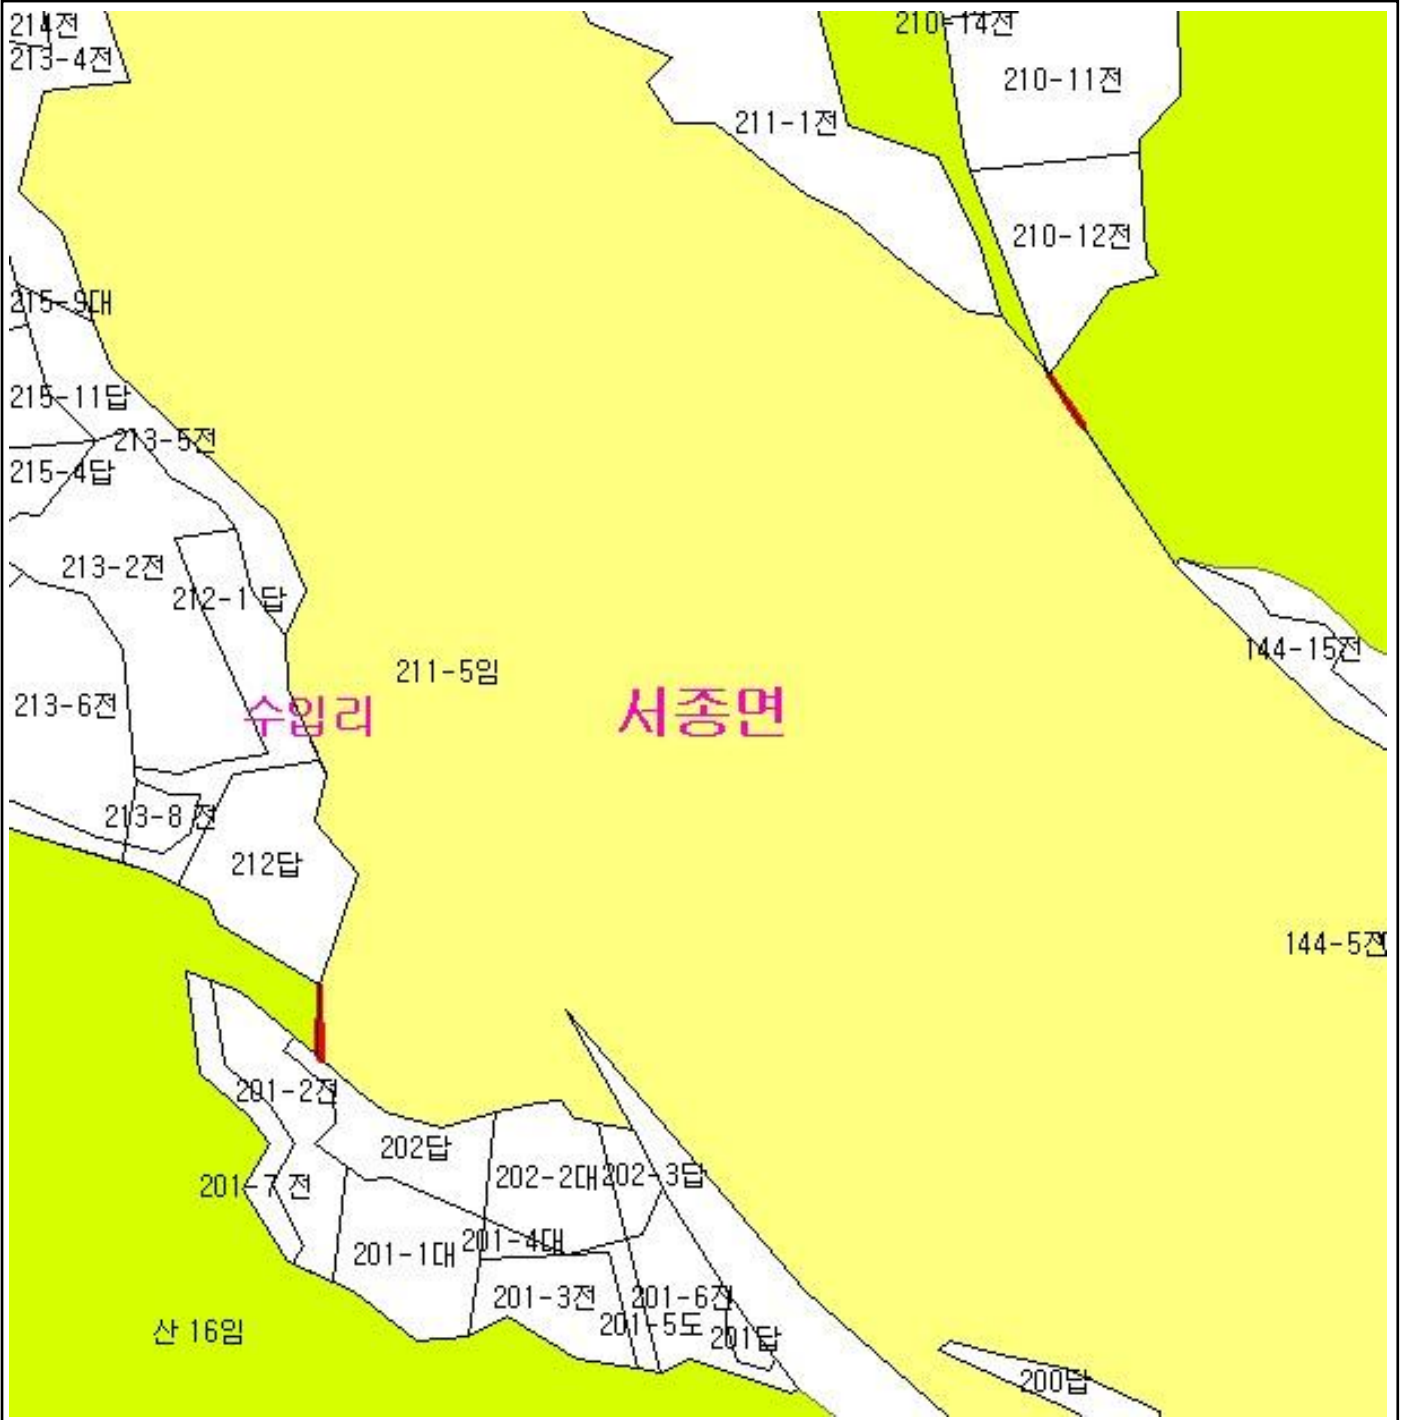 214전
210-14전
213-4전
210-11전
211-1전
210-12전
215-9대
215-11답
213-5전
215-4답
213-2전
212-1 답
144-15전
211-5임
213-6전
수입리
서종면
213-8 전
212답
144-5전
201-2전
202답
202-2대
202-3답
201-7 전
201-4대
201-1대
201-3전
201-6전
201-5도
산 16임
201답
200답